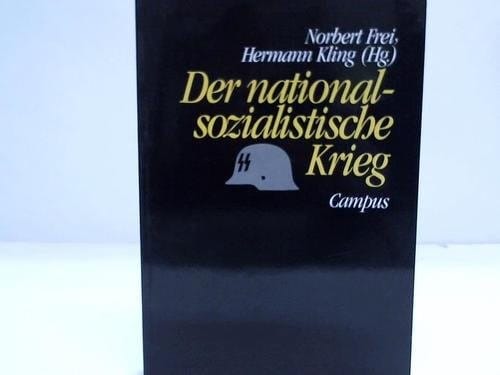 Norbert Frei,
Hermann Kling (Hg)
Der national-
sozialistische
Krieg
Campus